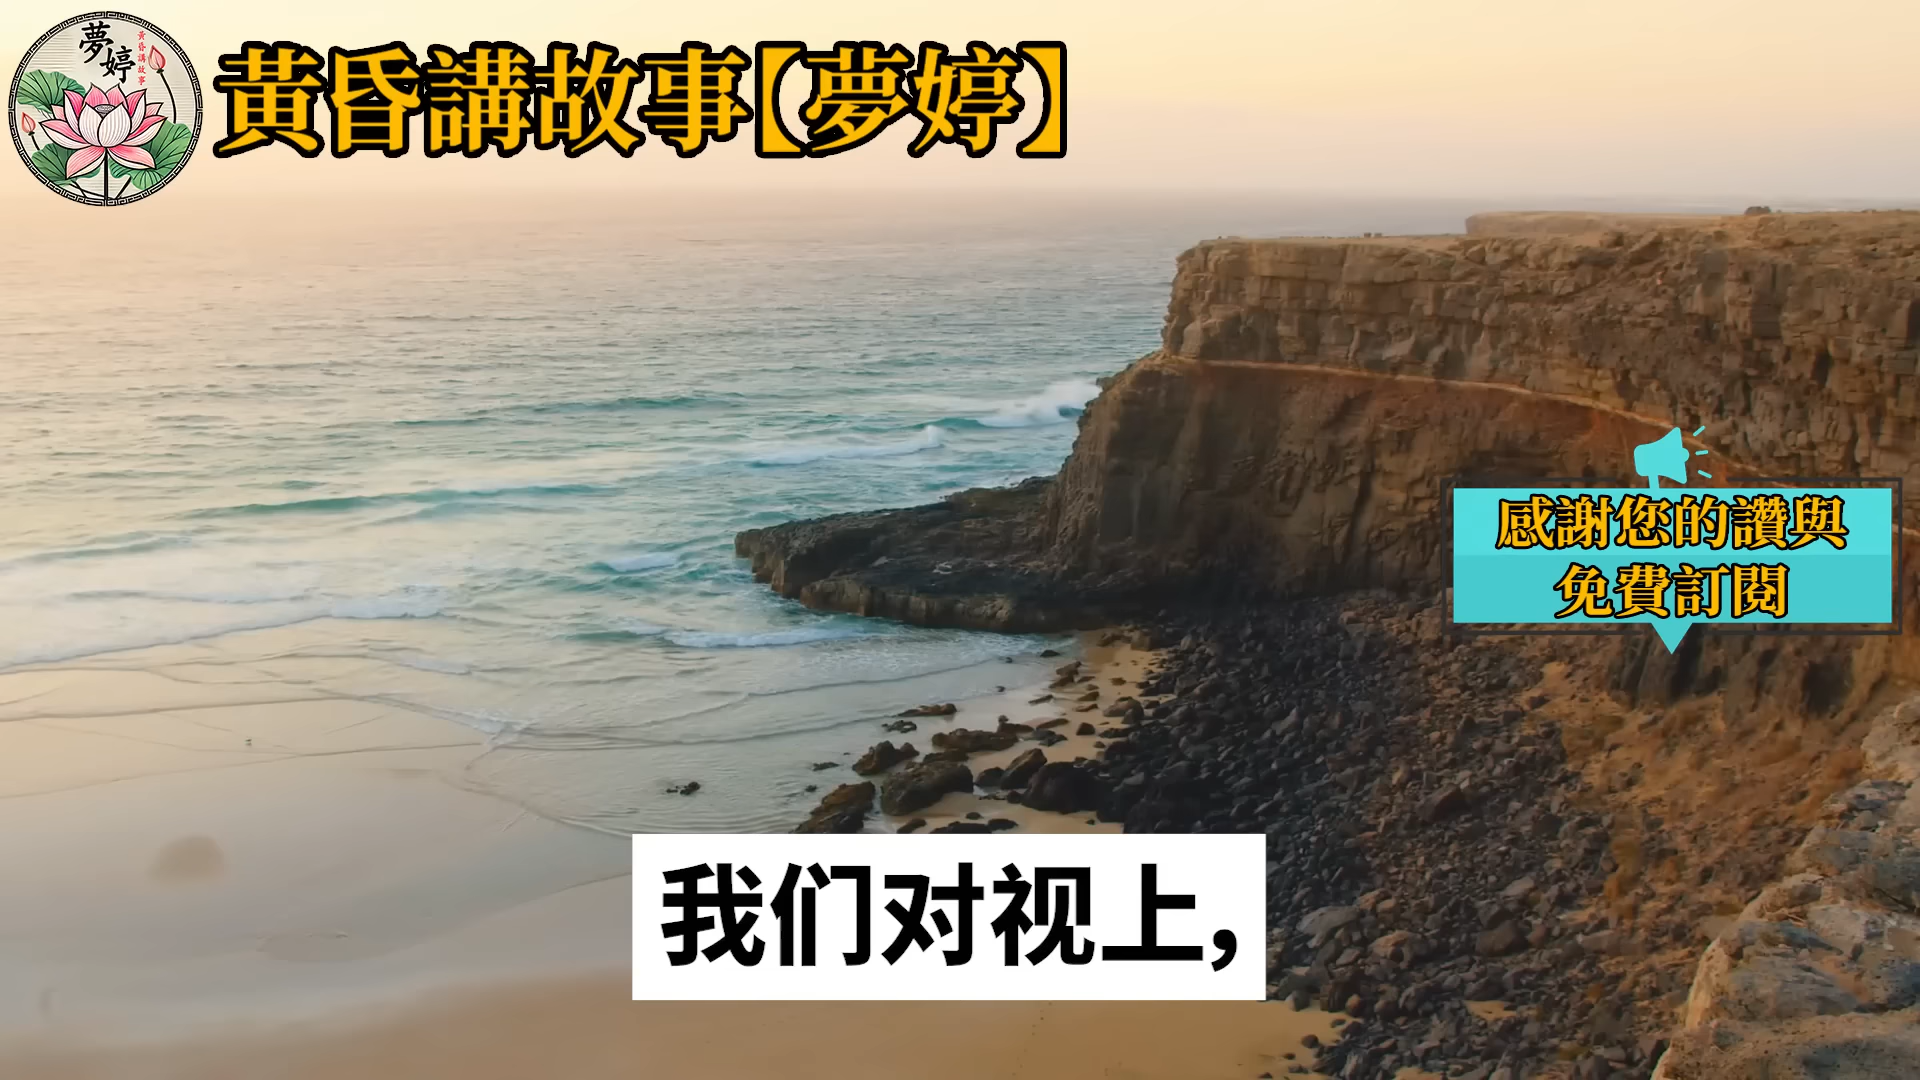 夢婷
黃昏講故事
黃昏講故事【夢婷】
感謝您的讚與
免費訂閱
我们对视上,